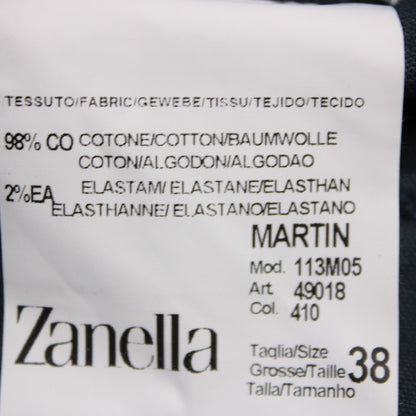 TESSUTO/FABRIC/GEWEBE/TISSU/TEJIDO/TECIDO
98% CO COTONE/COTTON/BAUMWOLLE
COTON/ALGODON/ALGODAO
2%EA ELASTAM/ ELASTANE/ELASTHAN
ELASTHANNE/ ELASTANO/ELASTANO
MARTIN
Mod. 113M05
Art. 49018
Col. 410
Zanella
Taglia/Size
Grosse/Taille 38
Talla/Tamanho